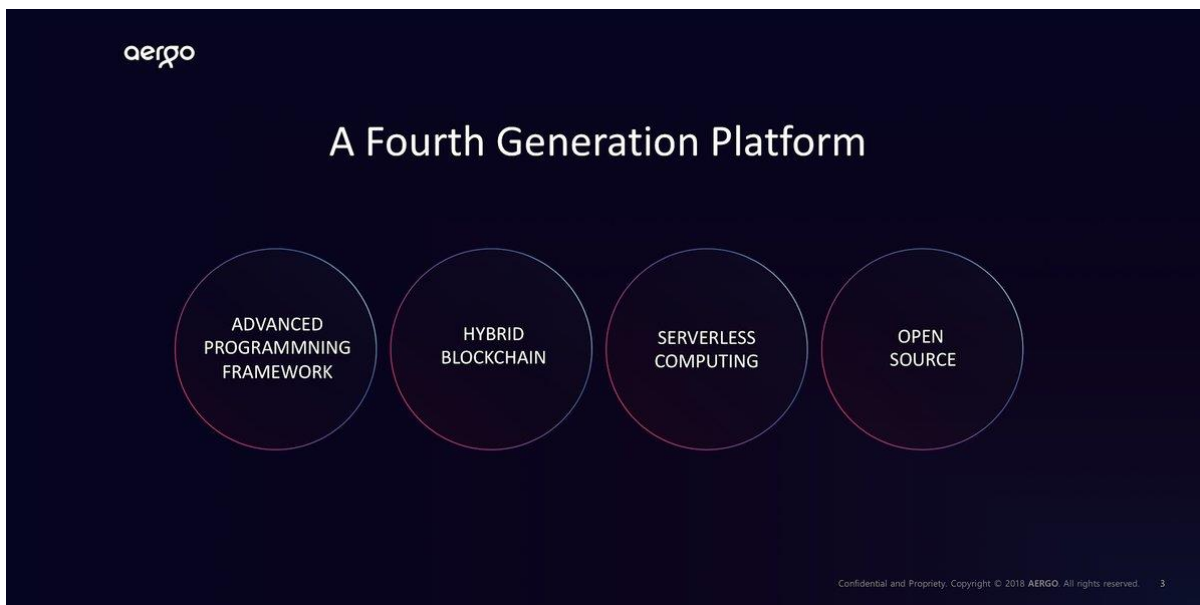 aergo
A Fourth Generation Platform
ADVANCED
PROGRAMMNING
FRAMEWORK
HYBRID
BLOCKCHAIN
SERVERLESS
COMPUTING
OPEN
SOURCE
Confidential and Propriety. Copyright © 2018 AERGO. All rights reserved. 3